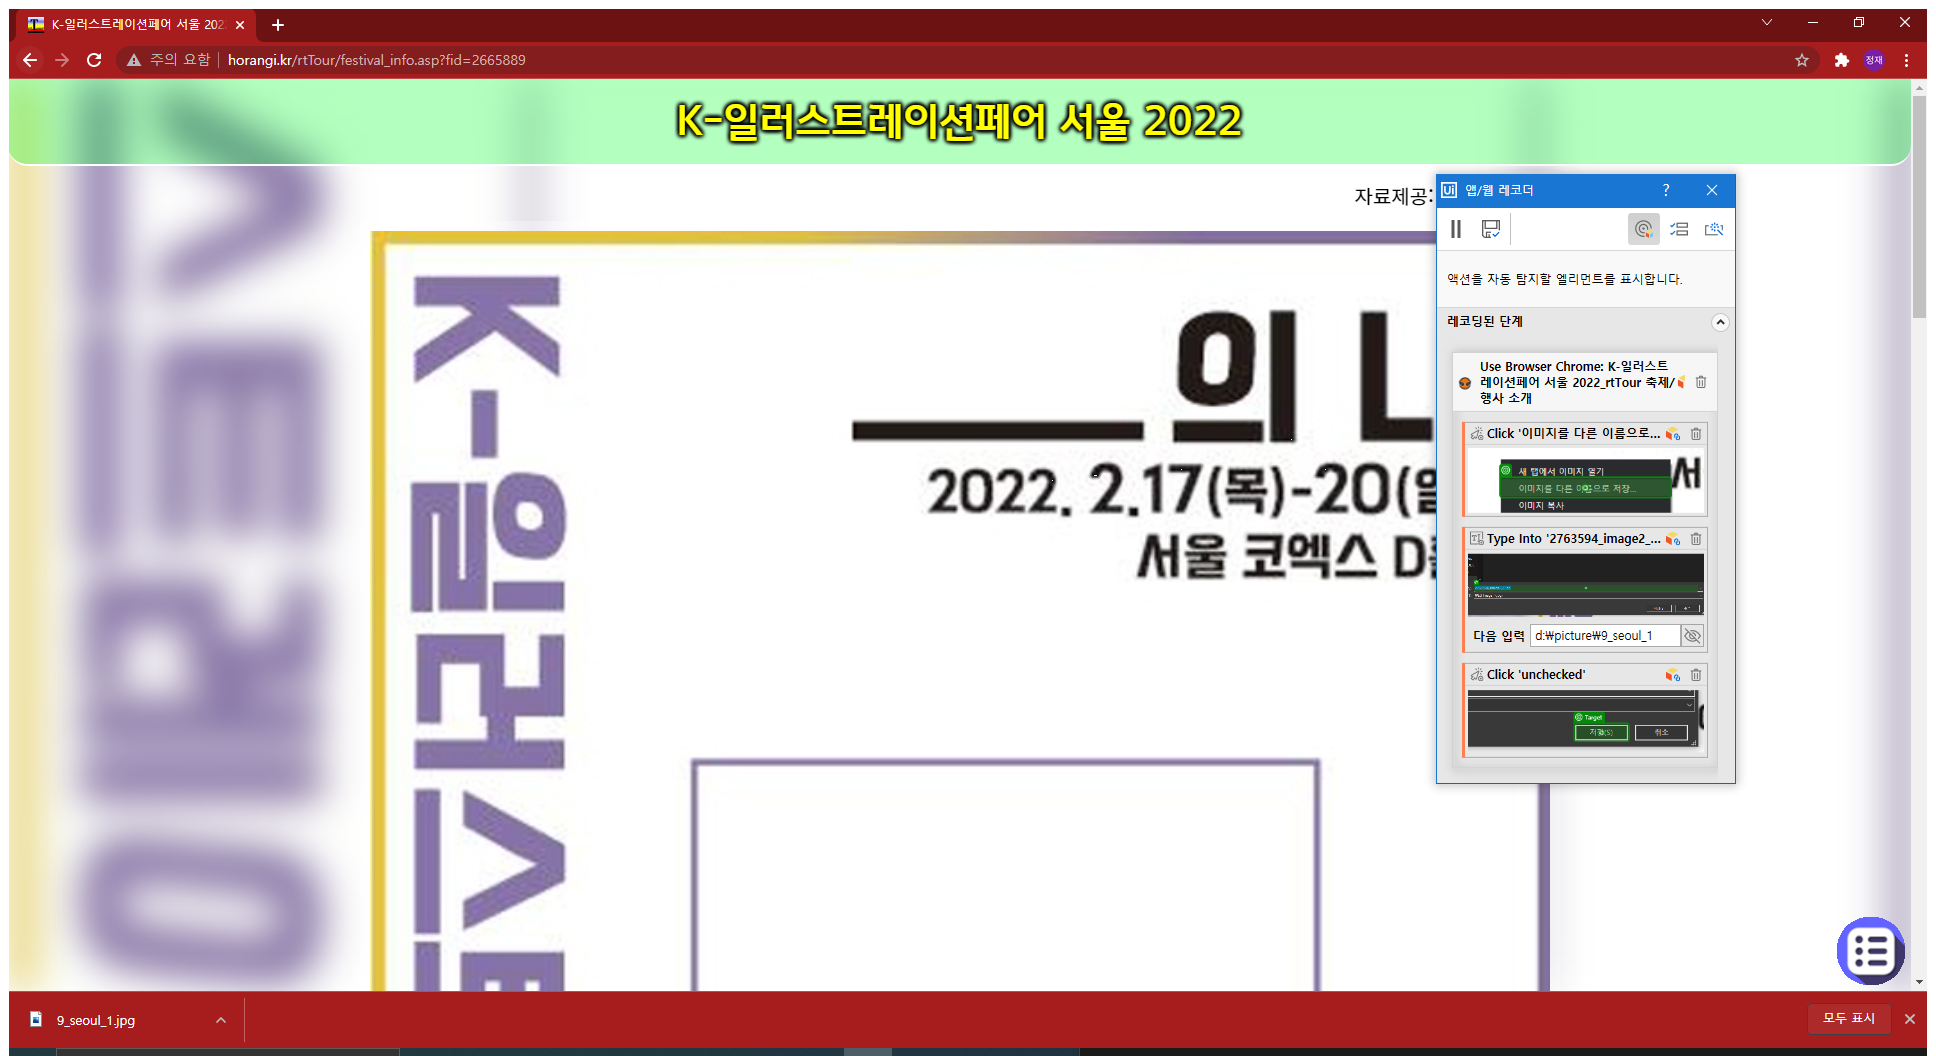 K-일러스트레이션페어 서울 202
주의 요함
horangi.kr/rtTour/festival_info.asp?fid=2665889
정재
K-일러스트레이션페어 서울 2022
자료제공:
K-일러스트
의 L
2022. 2.17(목)-20(일
서울 코엑스 D홀
Ui 앱/웹 레코더
?
액션을 자동 탐지할 엘리먼트를 표시합니다.
레코딩된 단계
Use Browser Chrome: K-일러스트
레이션페어 서울 2022_rtTour 축제/
행사 소개
Click '이미지를 다른 이름으로...
새 탭에서 이미지 열기
이미지를 다른 이름으로 저장...
이미지 복사
서
Type Into '2763594_image2_...
다음 입력 d:₩picture₩9_seoul_1
Click 'unchecked'
Target
저장(S) 취소
9_seoul_1.jpg
모두 표시